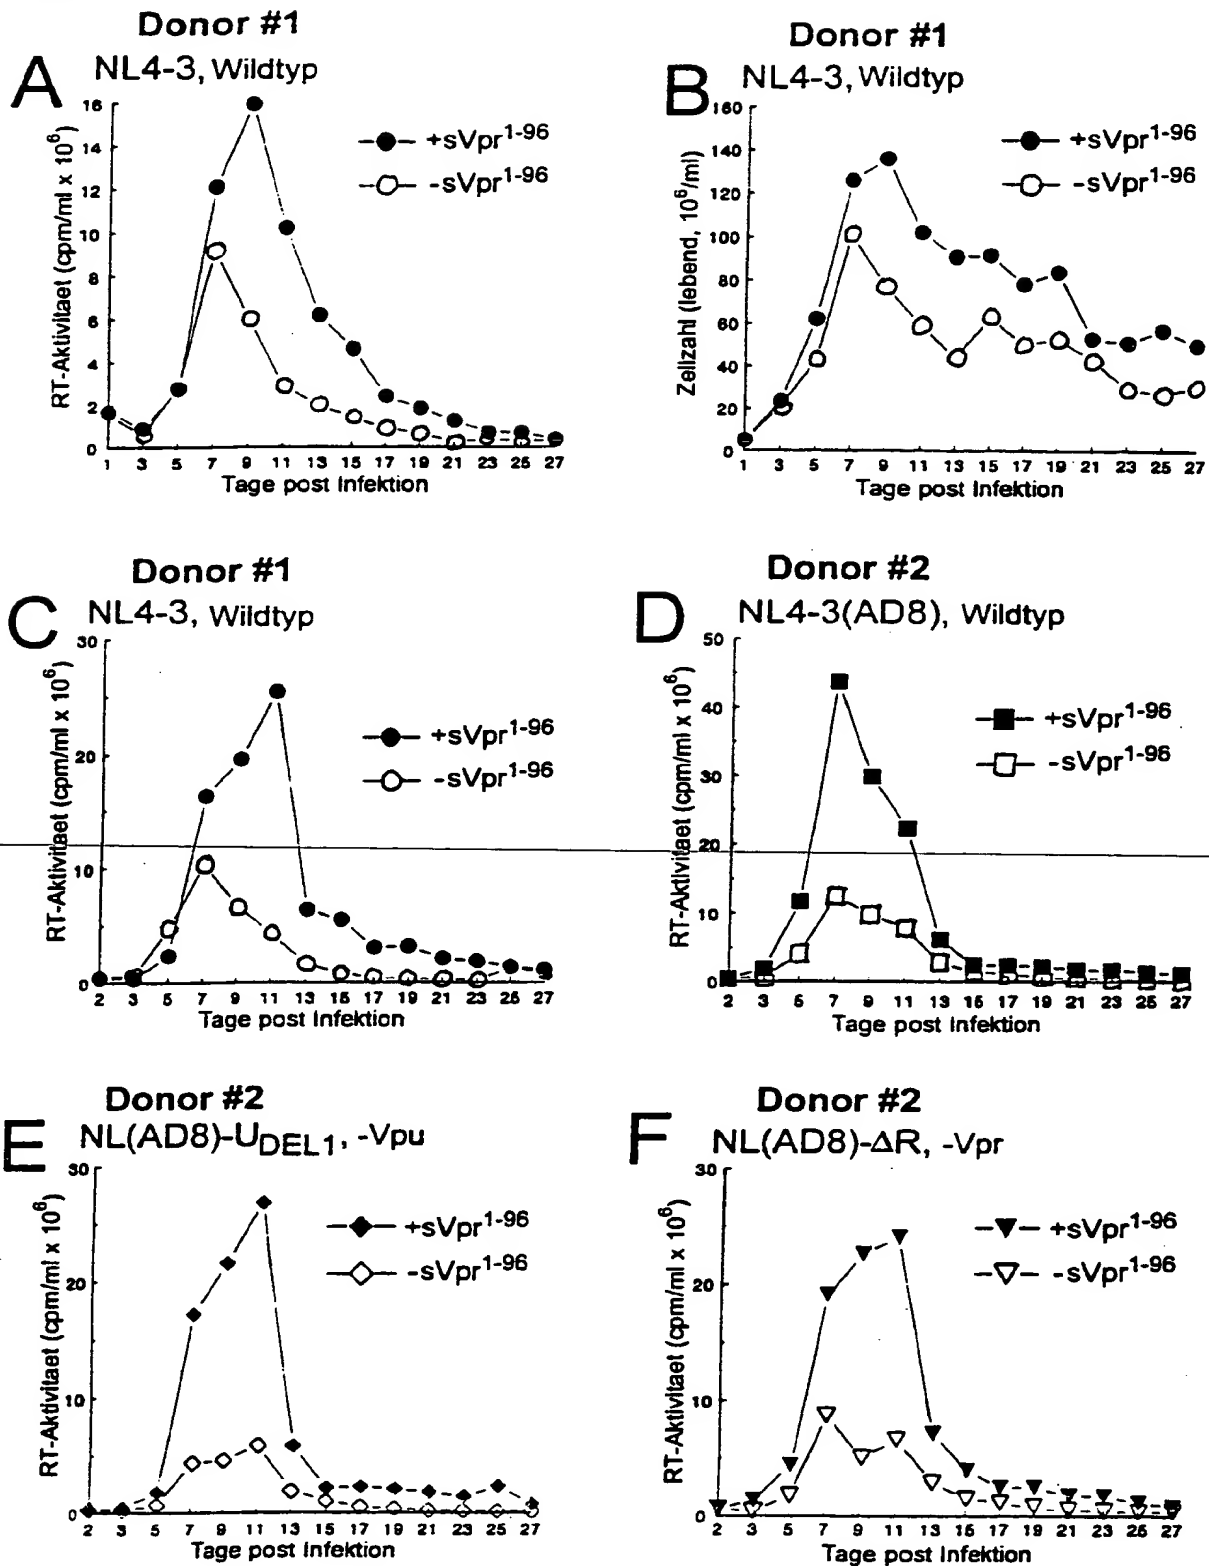 Donor #1
A NL4-3, Wildtyp
RT-Aktivitaet (cpm/ml x 10⁶)
16
14
12
10
8
6
4
2
0
+sVpr¹⁻⁹⁶
-sVpr¹⁻⁹⁶
1 3 5 7 9 11 13 15 17 19 21 23 25 27
Tage post Infektion
Donor #1
B NL4-3, Wildtyp
Zellzahl (lebend, 10⁶/ml)
160
140
120
100
80
60
40
20
0
+sVpr¹⁻⁹⁶
-sVpr¹⁻⁹⁶
1 3 5 7 9 11 13 15 17 19 21 23 25 27
Tage post Infektion
Donor #1
C NL4-3, Wildtyp
RT-Aktivitaet (cpm/ml x 10⁶)
30
20
10
0
+sVpr¹⁻⁹⁶
-sVpr¹⁻⁹⁶
2 3 5 7 9 11 13 15 17 19 21 23 25 27
Tage post Infektion
Donor #2
D NL4-3(AD8), Wildtyp
RT-Aktivitaet (cpm/ml x 10⁶)
50
40
30
20
10
0
+sVpr¹⁻⁹⁶
-sVpr¹⁻⁹⁶
2 3 5 7 9 11 13 15 17 19 21 23 25 27
Tage post Infektion
Donor #2
E NL(AD8)-U_DEL1, -Vpu
RT-Aktivitaet (cpm/ml x 10⁶)
30
20
10
0
+sVpr¹⁻⁹⁶
-sVpr¹⁻⁹⁶
2 3 5 7 9 11 13 15 17 19 21 23 25 27
Tage post Infektion
Donor #2
F NL(AD8)-ΔR, -Vpr
RT-Aktivitaet (cpm/ml x 10⁶)
30
20
10
0
+sVpr¹⁻⁹⁶
-sVpr¹⁻⁹⁶
2 3 5 7 9 11 13 15 17 19 21 23 25 27
Tage post Infektion